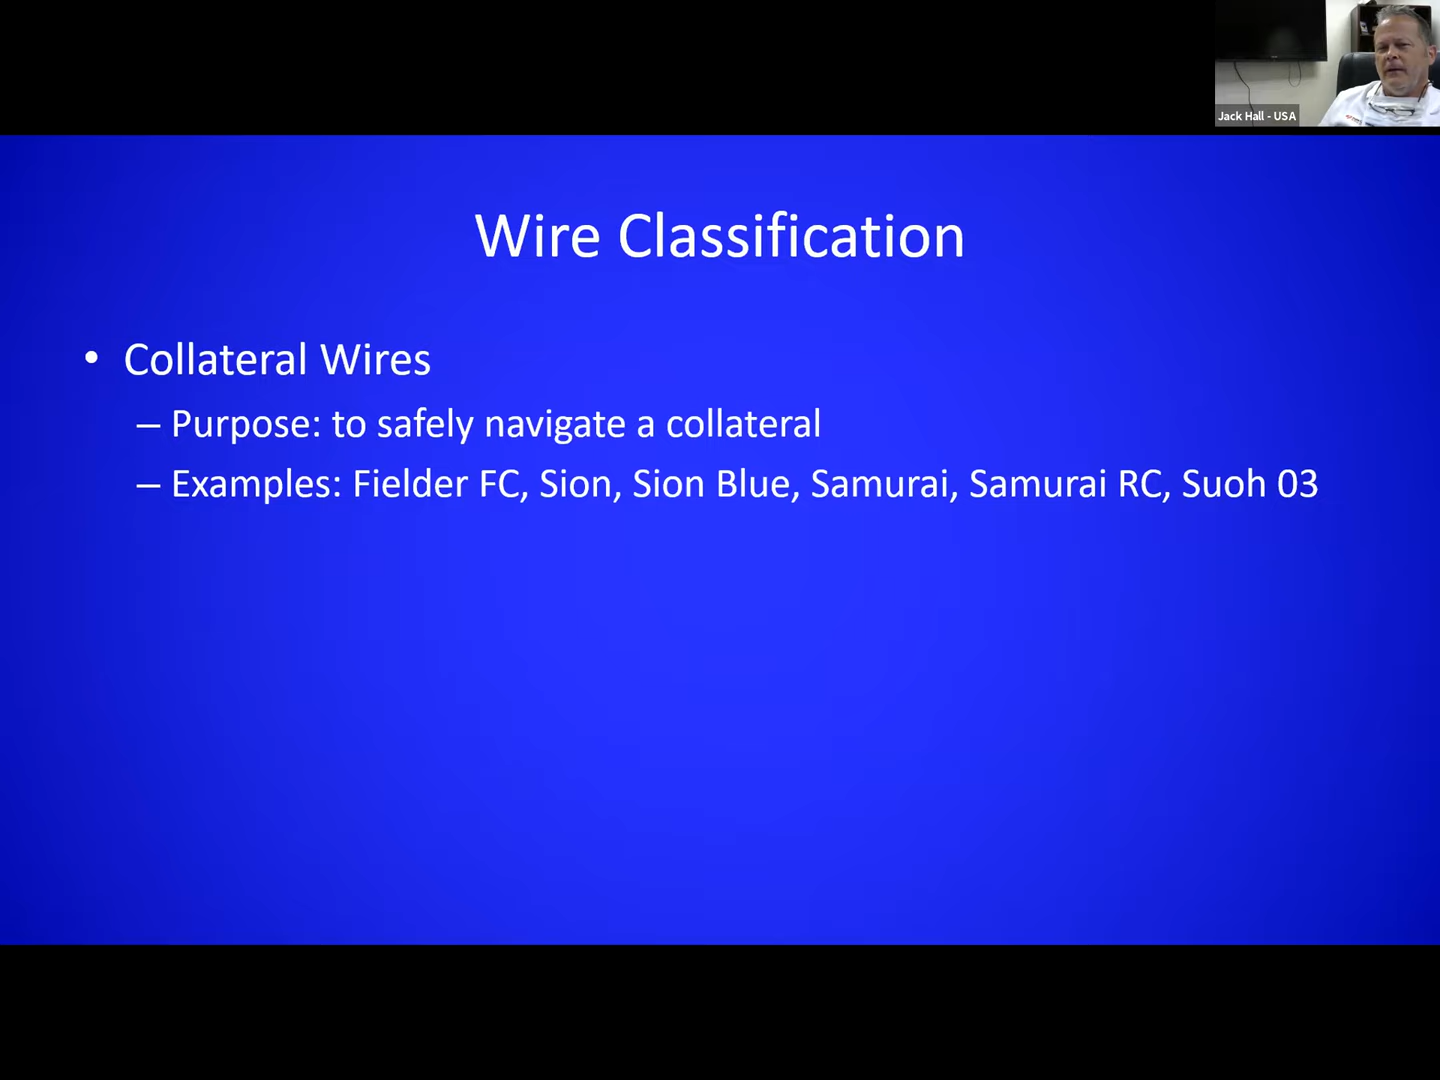 Jack Hall - USA
Wire Classification
• Collateral Wires
– Purpose: to safely navigate a collateral
– Examples: Fielder FC, Sion, Sion Blue, Samurai, Samurai RC, Suoh 03